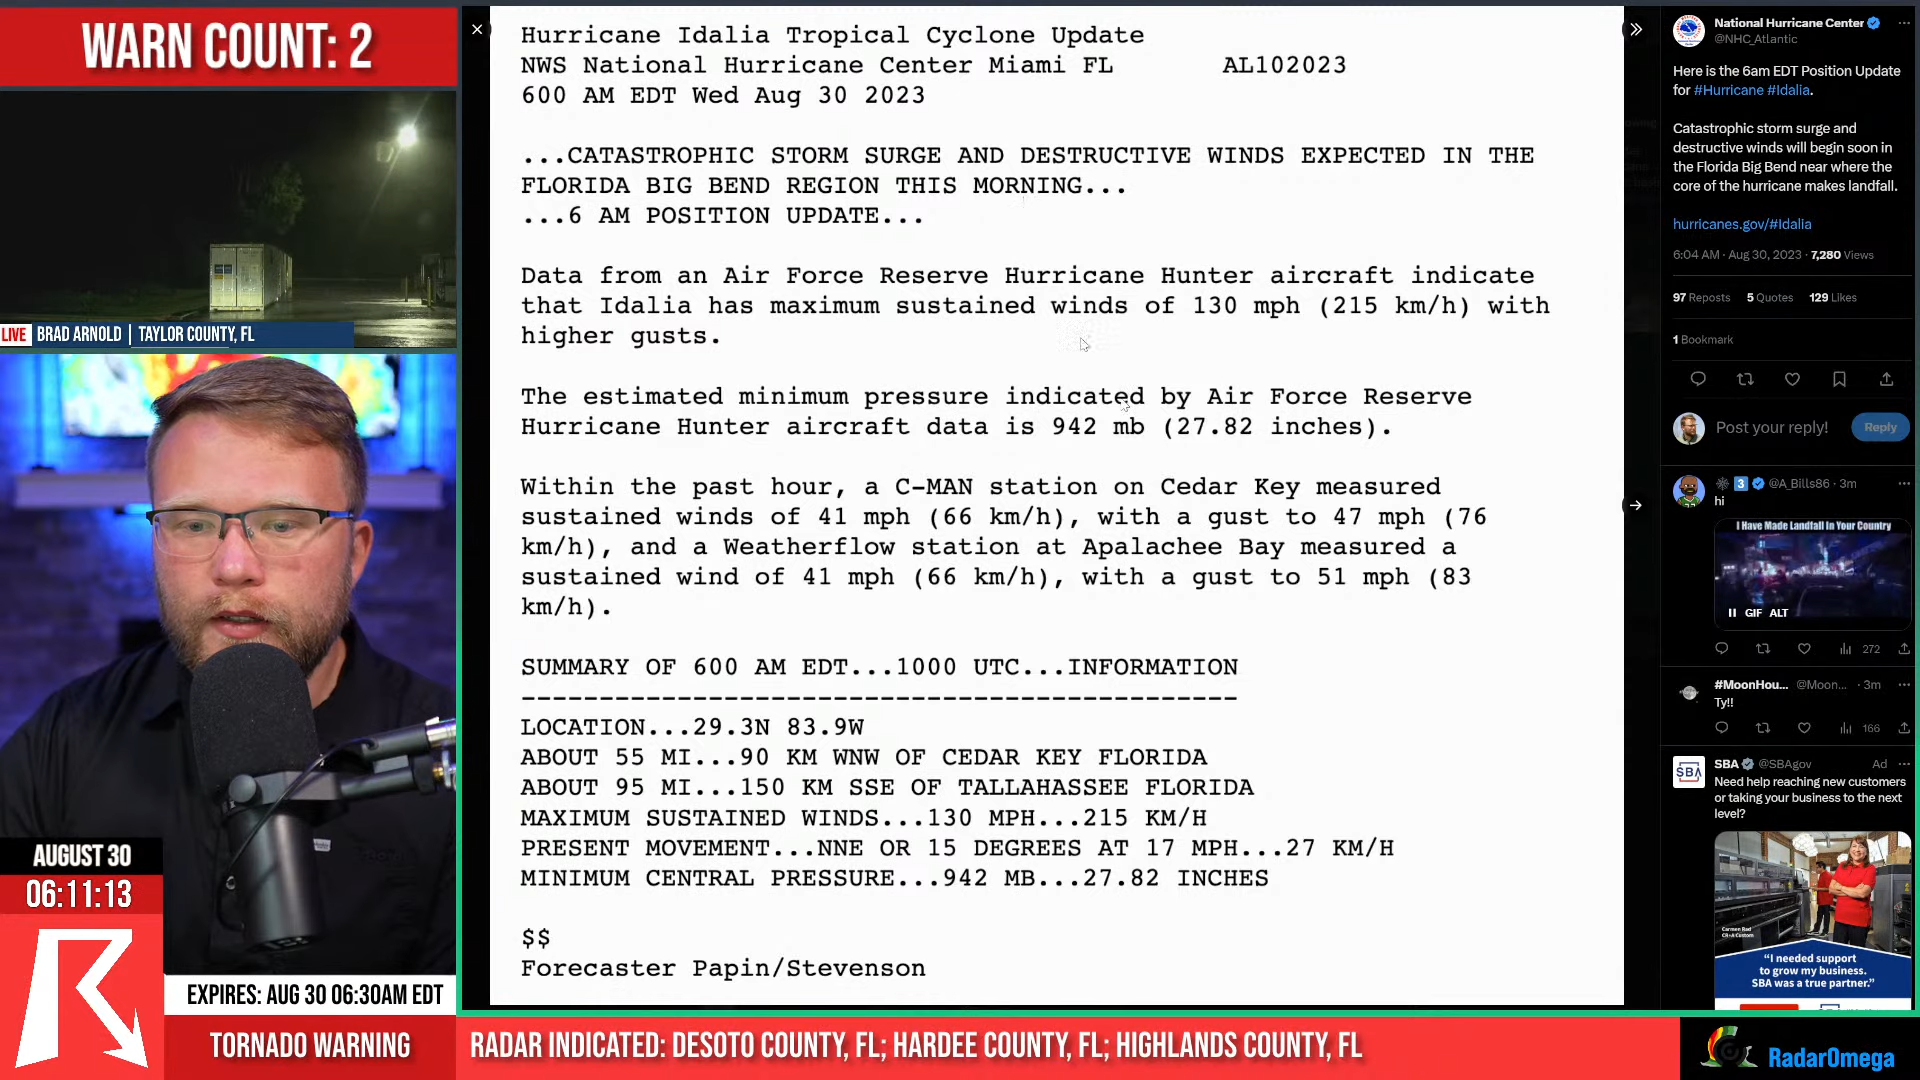 WARN COUNT: 2
LIVE BRAD ARNOLD | TAYLOR COUNTY, FL
AUGUST 30
06:11:13
EXPIRES: AUG 30 06:30AM EDT
TORNADO WARNING
RADAR INDICATED: DESOTO COUNTY, FL; HARDEE COUNTY, FL; HIGHLANDS COUNTY, FL
RadarOmega
Hurricane Idalia Tropical Cyclone Update
NWS National Hurricane Center Miami FL AL102023
600 AM EDT Wed Aug 30 2023
...CATASTROPHIC STORM SURGE AND DESTRUCTIVE WINDS EXPECTED IN THE
FLORIDA BIG BEND REGION THIS MORNING...
...6 AM POSITION UPDATE...
Data from an Air Force Reserve Hurricane Hunter aircraft indicate
that Idalia has maximum sustained winds of 130 mph (215 km/h) with
higher gusts.
The estimated minimum pressure indicated by Air Force Reserve
Hurricane Hunter aircraft data is 942 mb (27.82 inches).
Within the past hour, a C-MAN station on Cedar Key measured
sustained winds of 41 mph (66 km/h), with a gust to 47 mph (76
km/h), and a Weatherflow station at Apalachee Bay measured a
sustained wind of 41 mph (66 km/h), with a gust to 51 mph (83
km/h).
SUMMARY OF 600 AM EDT...1000 UTC...INFORMATION
----------------------------------------------
LOCATION...29.3N 83.9W
ABOUT 55 MI...90 KM WNW OF CEDAR KEY FLORIDA
ABOUT 95 MI...150 KM SSE OF TALLAHASSEE FLORIDA
MAXIMUM SUSTAINED WINDS...130 MPH...215 KM/H
PRESENT MOVEMENT...NNE OR 15 DEGREES AT 17 MPH...27 KM/H
MINIMUM CENTRAL PRESSURE...942 MB...27.82 INCHES
$$
Forecaster Papin/Stevenson
National Hurricane Center
@NHC_Atlantic
Here is the 6am EDT Position Update
for #Hurricane #Idalia.
Catastrophic storm surge and
destructive winds will begin soon in
the Florida Big Bend near where the
core of the hurricane makes landfall.
hurricanes.gov/#Idalia
6:04 AM · Aug 30, 2023 · 7,280 Views
97 Reposts 5 Quotes 129 Likes
1 Bookmark
Post your reply! Reply
3 @A_Bills86 · 3m
hi
I Have Made Landfall In Your Country
GIF ALT
272
#MoonHou... @Moon... · 3m
Ty!!
166
SBA @SBAgov Ad
Need help reaching new customers
or taking your business to the next
level?
SBA
Carmen Rad
CR+A Custom
“I needed support
to grow my business.
SBA was a true partner.”